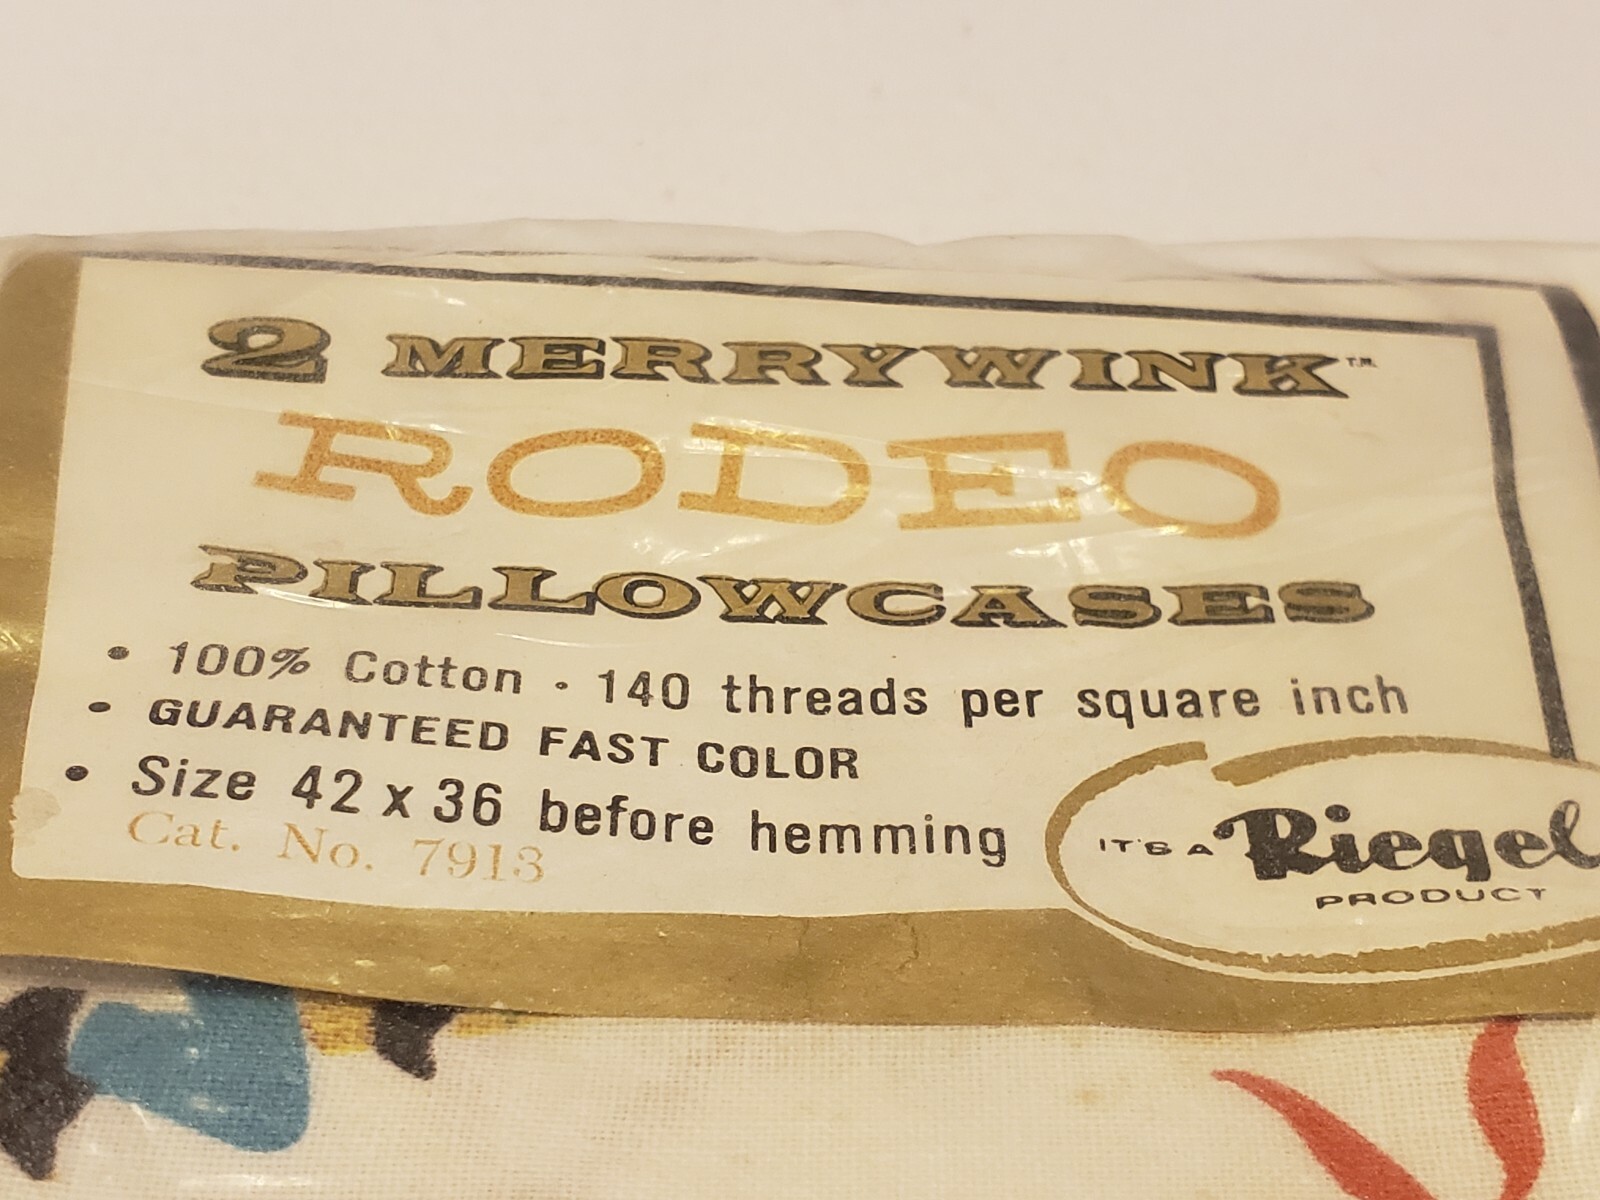 2 MERRYWINK™
RODEO
PILLOWCASES
• 100% Cotton • 140 threads per square inch
• GUARANTEED FAST COLOR
• Size 42 x 36 before hemming
Cat. No. 7913
IT'S A Riegel
PRODUCT